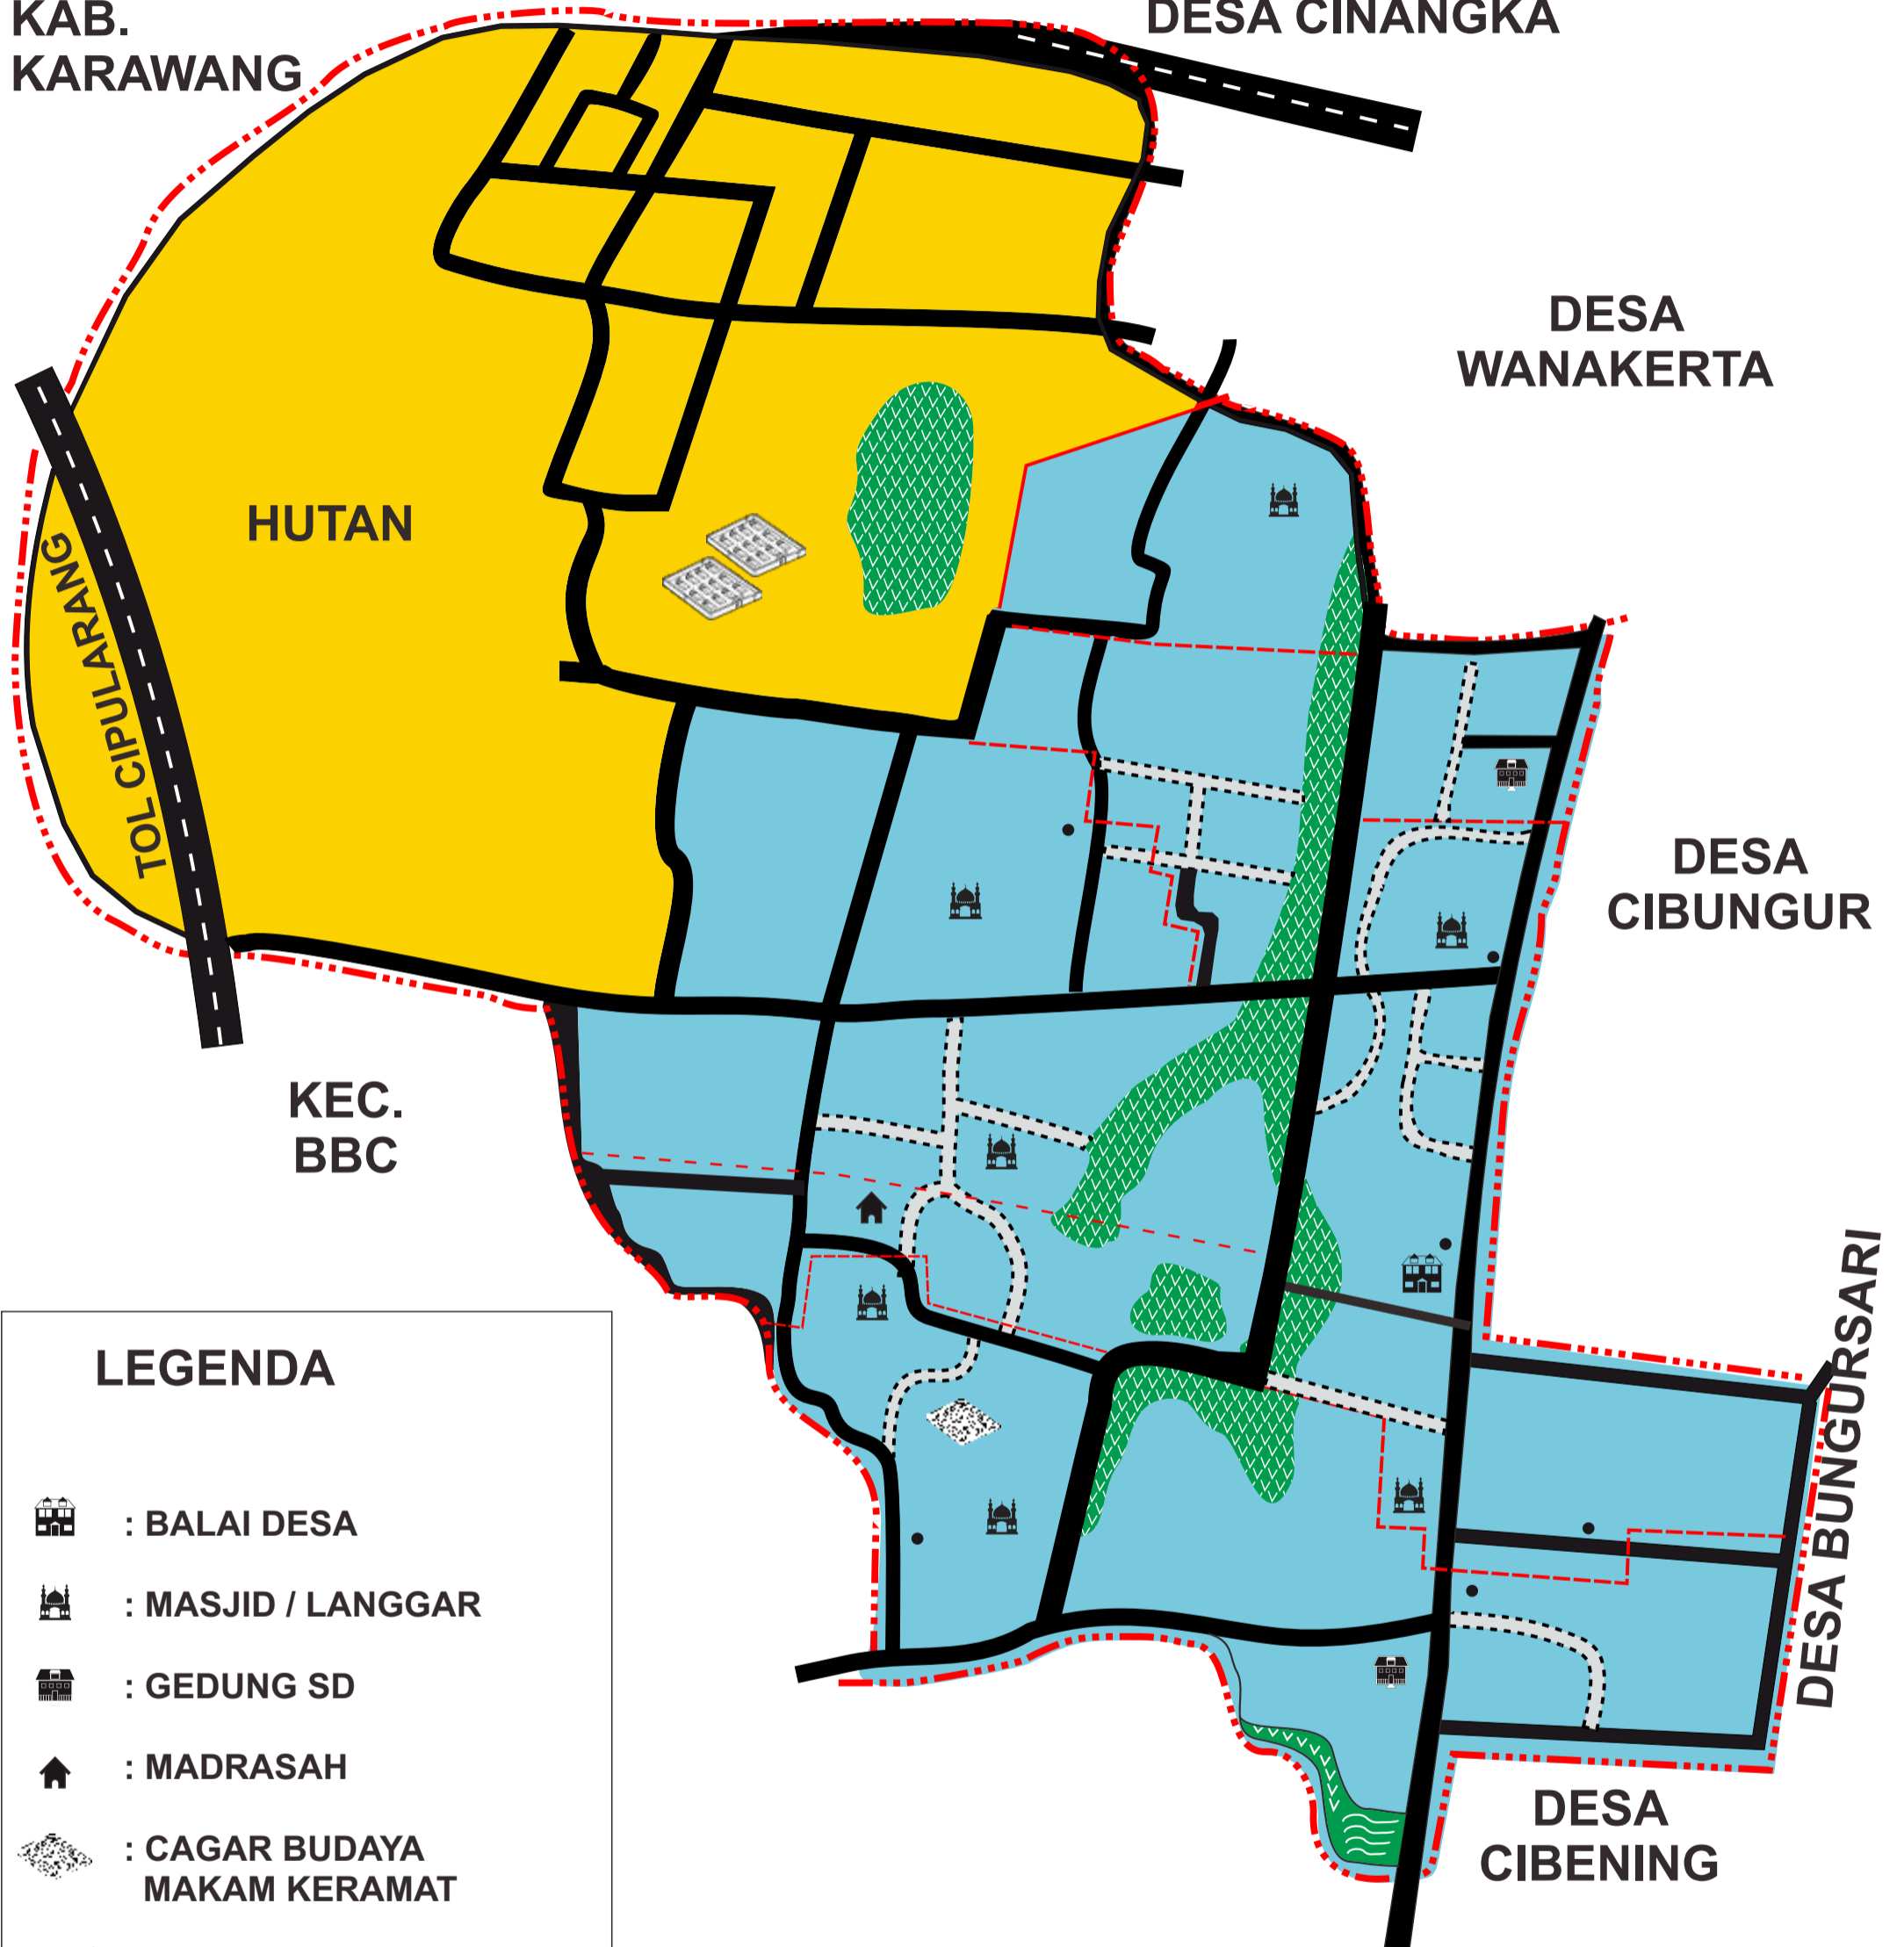 KAB.
KARAWANG
DESA CINANGKA
DESA
WANAKERTA
HUTAN
TOL CIPULARANG
DESA
CIBUNGUR
KEC.
BBC
DESA BUNGURSARI
LEGENDA
: BALAI DESA
: MASJID / LANGGAR
: GEDUNG SD
: MADRASAH
: CAGAR BUDAYA
MAKAM KERAMAT
DESA
CIBENING